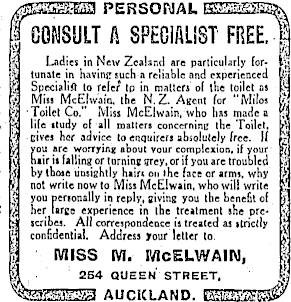 PERSONAL
CONSULT A SPECIALIST FREE.
Ladies in New Zealand are particularly for-
tunate in having such a reliable and experienced
Specialist to refer to in matters of the toilet as
Miss McElwain, the N.Z. Agent for "Milos
Toilet Co." Miss McElwain, who has made a
life study of all matters concerning the Toilet,
gives her advice to enquirers absolutely free. If
you are worrying about your complexion, if your
hair is falling or turning grey, or if you are troubled
by those unsightly hairs on the face or arms, why
not write now to Miss McElwain, who will write
you personally in reply, giving you the benefit of
her large experience in the treatment she pre-
scribes. All correspondence is treated as strictly
confidential. Address your letter to
MISS M. McELWAIN,
254 QUEEN STREET,
AUCKLAND.